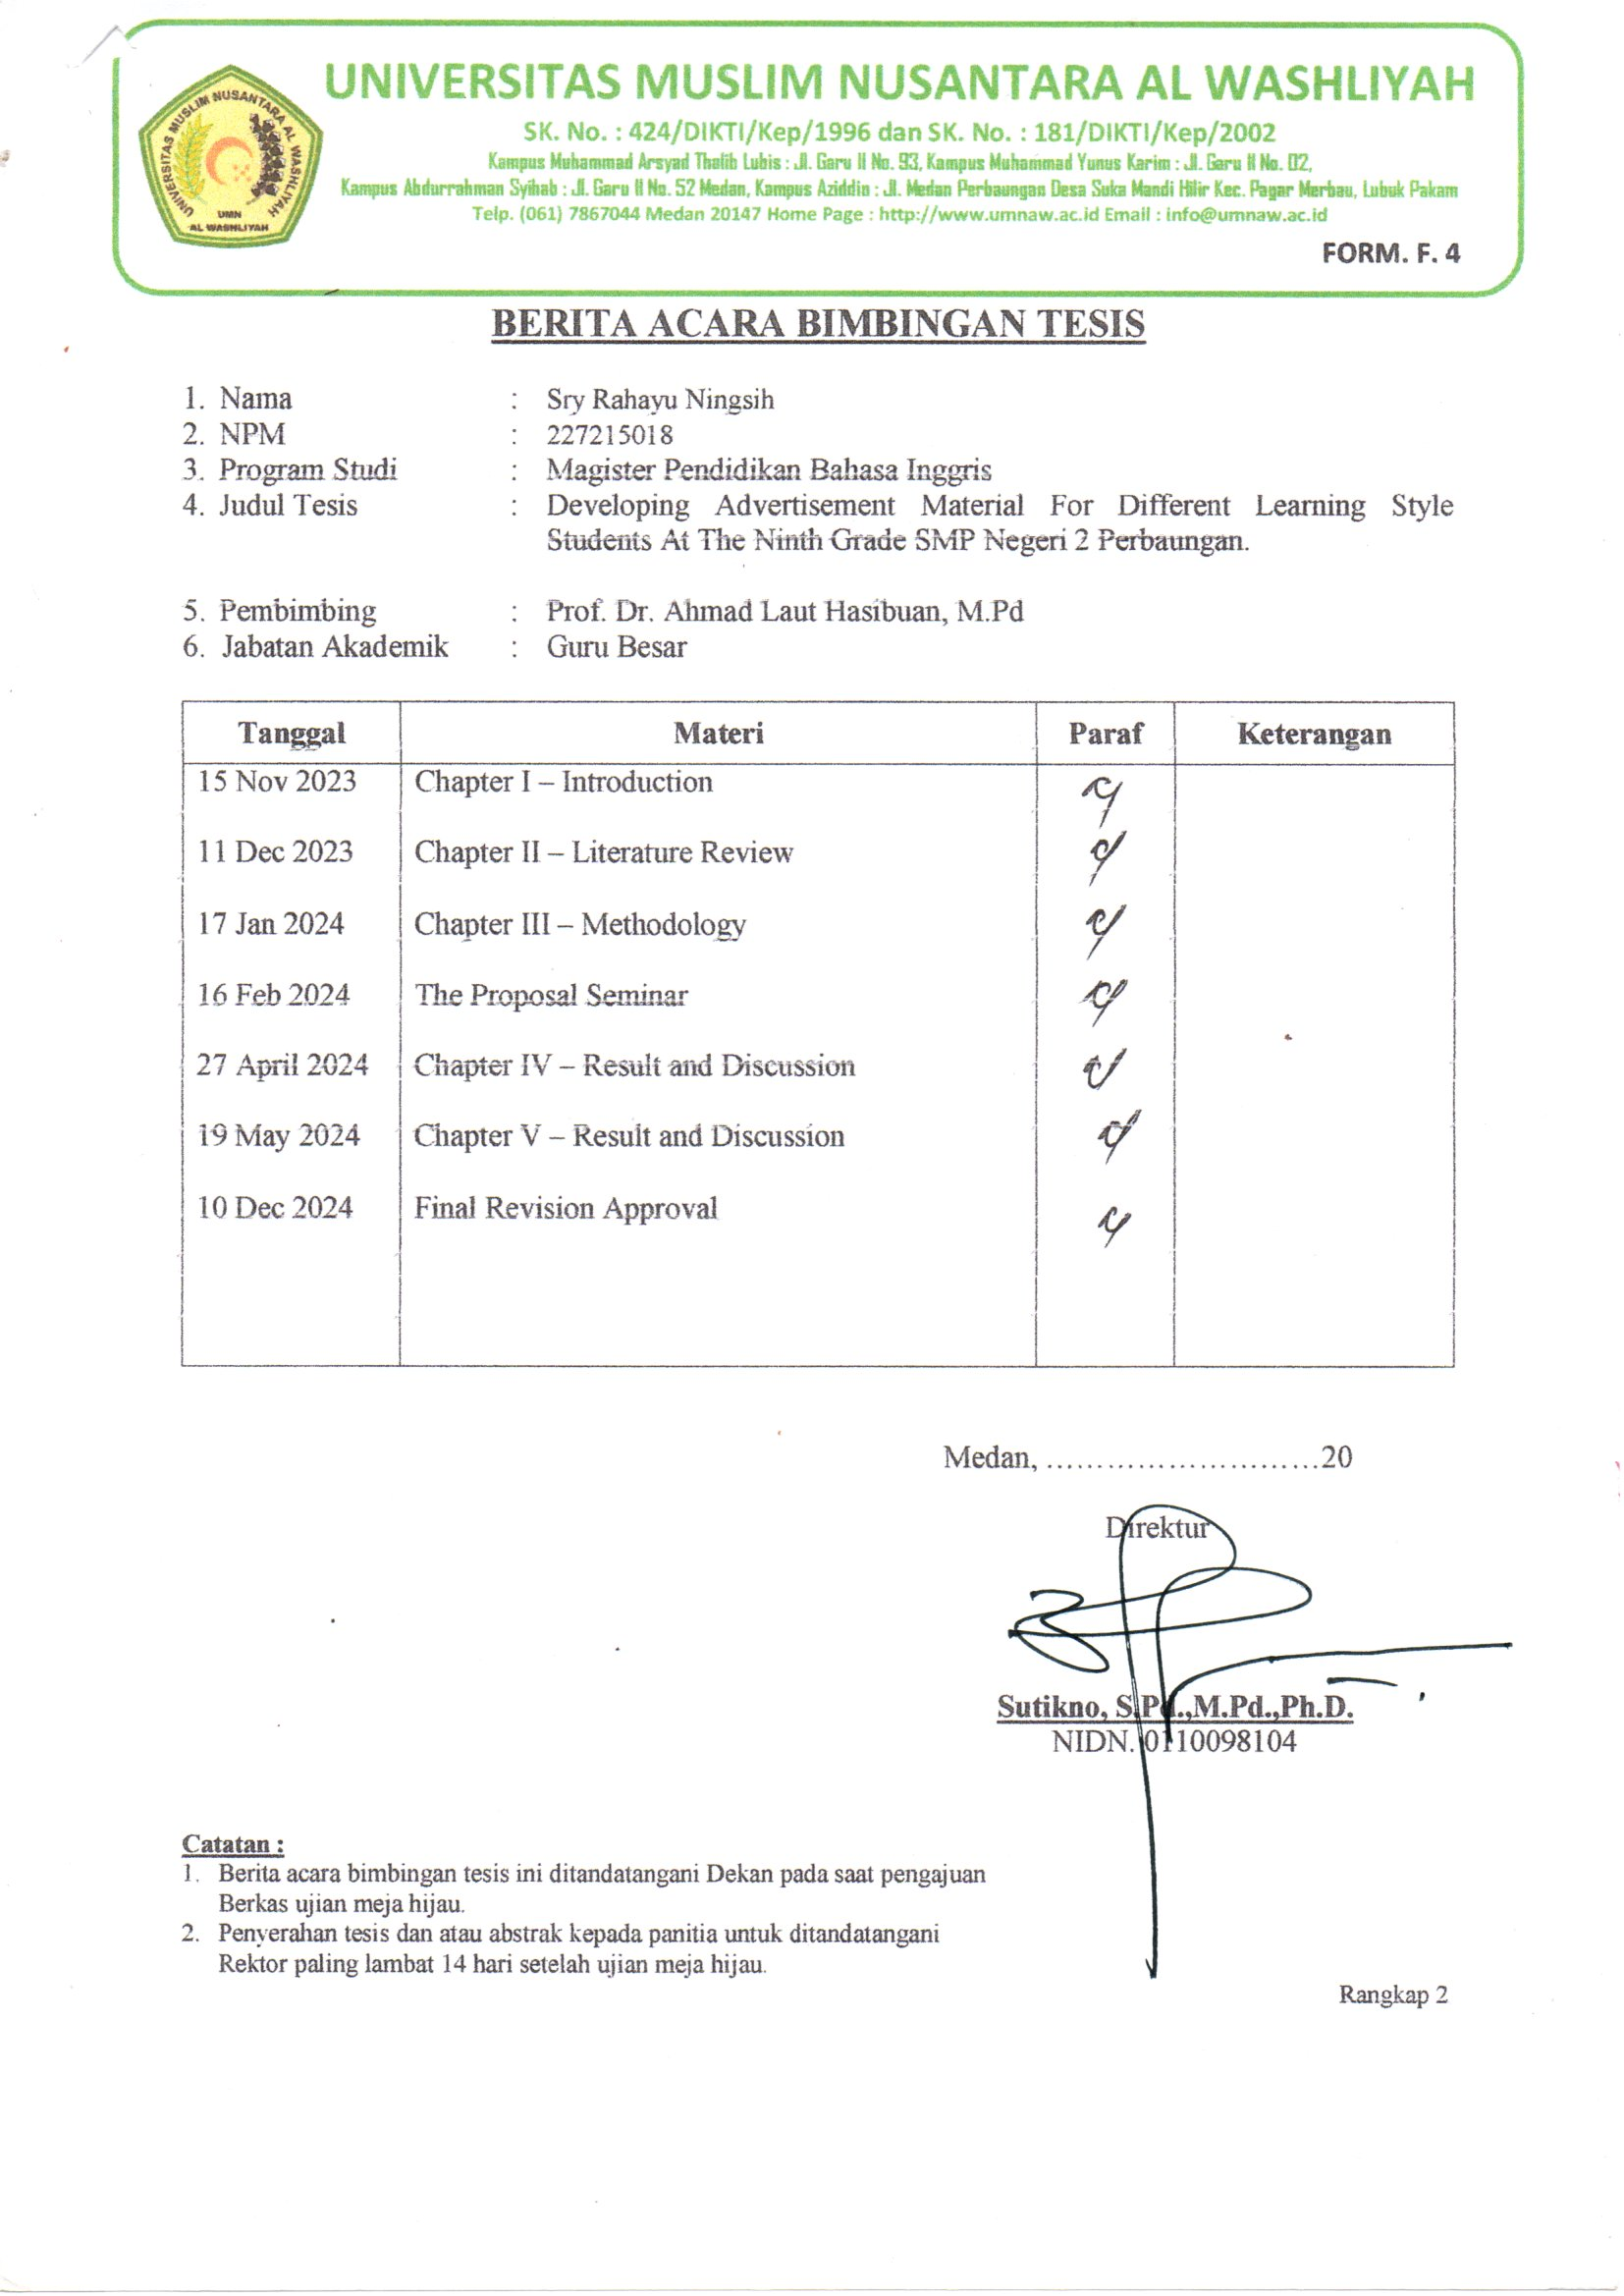 UNIVERSITAS MUSLIM NUSANTARA AL WASHLIYAH
UMN
AL WASHLIYAH
UNIVERSITAS MUSLIM NUSANTARA AL WASHLIYAH
SK. No. : 424/DIKTI/Kep/1996 dan SK. No. : 181/DIKTI/Kep/2002
Kampus Muhammad Arsyad Thalib Lubis : Jl. Garu II No. 93, Kampus Muhammad Yunus Karim : Jl. Garu II No. 02,
Kampus Abdurrahman Syihab : Jl. Garu II No. 52 Medan, Kampus Aziddin : Jl. Medan Perbaungan Desa Suka Mandi Hilir Kec. Pagar Merbau, Lubuk Pakam
Telp. (061) 7867044 Medan 20147 Home Page : http://www.umnaw.ac.id Email : info@umnaw.ac.id
FORM. F. 4
BERITA ACARA BIMBINGAN TESIS
1. Nama : Sry Rahayu Ningsih
2. NPM : 227215018
3. Program Studi : Magister Pendidikan Bahasa Inggris
4. Judul Tesis : Developing Advertisement Material For Different Learning Style
Students At The Ninth Grade SMP Negeri 2 Perbaungan.
5. Pembimbing : Prof. Dr. Ahmad Laut Hasibuan, M.Pd
6. Jabatan Akademik : Guru Besar
Tanggal Materi Paraf Keterangan
15 Nov 2023 Chapter I – Introduction
11 Dec 2023 Chapter II – Literature Review
17 Jan 2024 Chapter III – Methodology
16 Feb 2024 The Proposal Seminar
27 April 2024 Chapter IV – Result and Discussion
19 May 2024 Chapter V – Result and Discussion
10 Dec 2024 Final Revision Approval
Medan, ...........................20
Direktur
Sutikno, S.Pd.,M.Pd.,Ph.D.
NIDN. 0110098104
Catatan :
1. Berita acara bimbingan tesis ini ditandatangani Dekan pada saat pengajuan
Berkas ujian meja hijau.
2. Penyerahan tesis dan atau abstrak kepada panitia untuk ditandatangani
Rektor paling lambat 14 hari setelah ujian meja hijau.
Rangkap 2